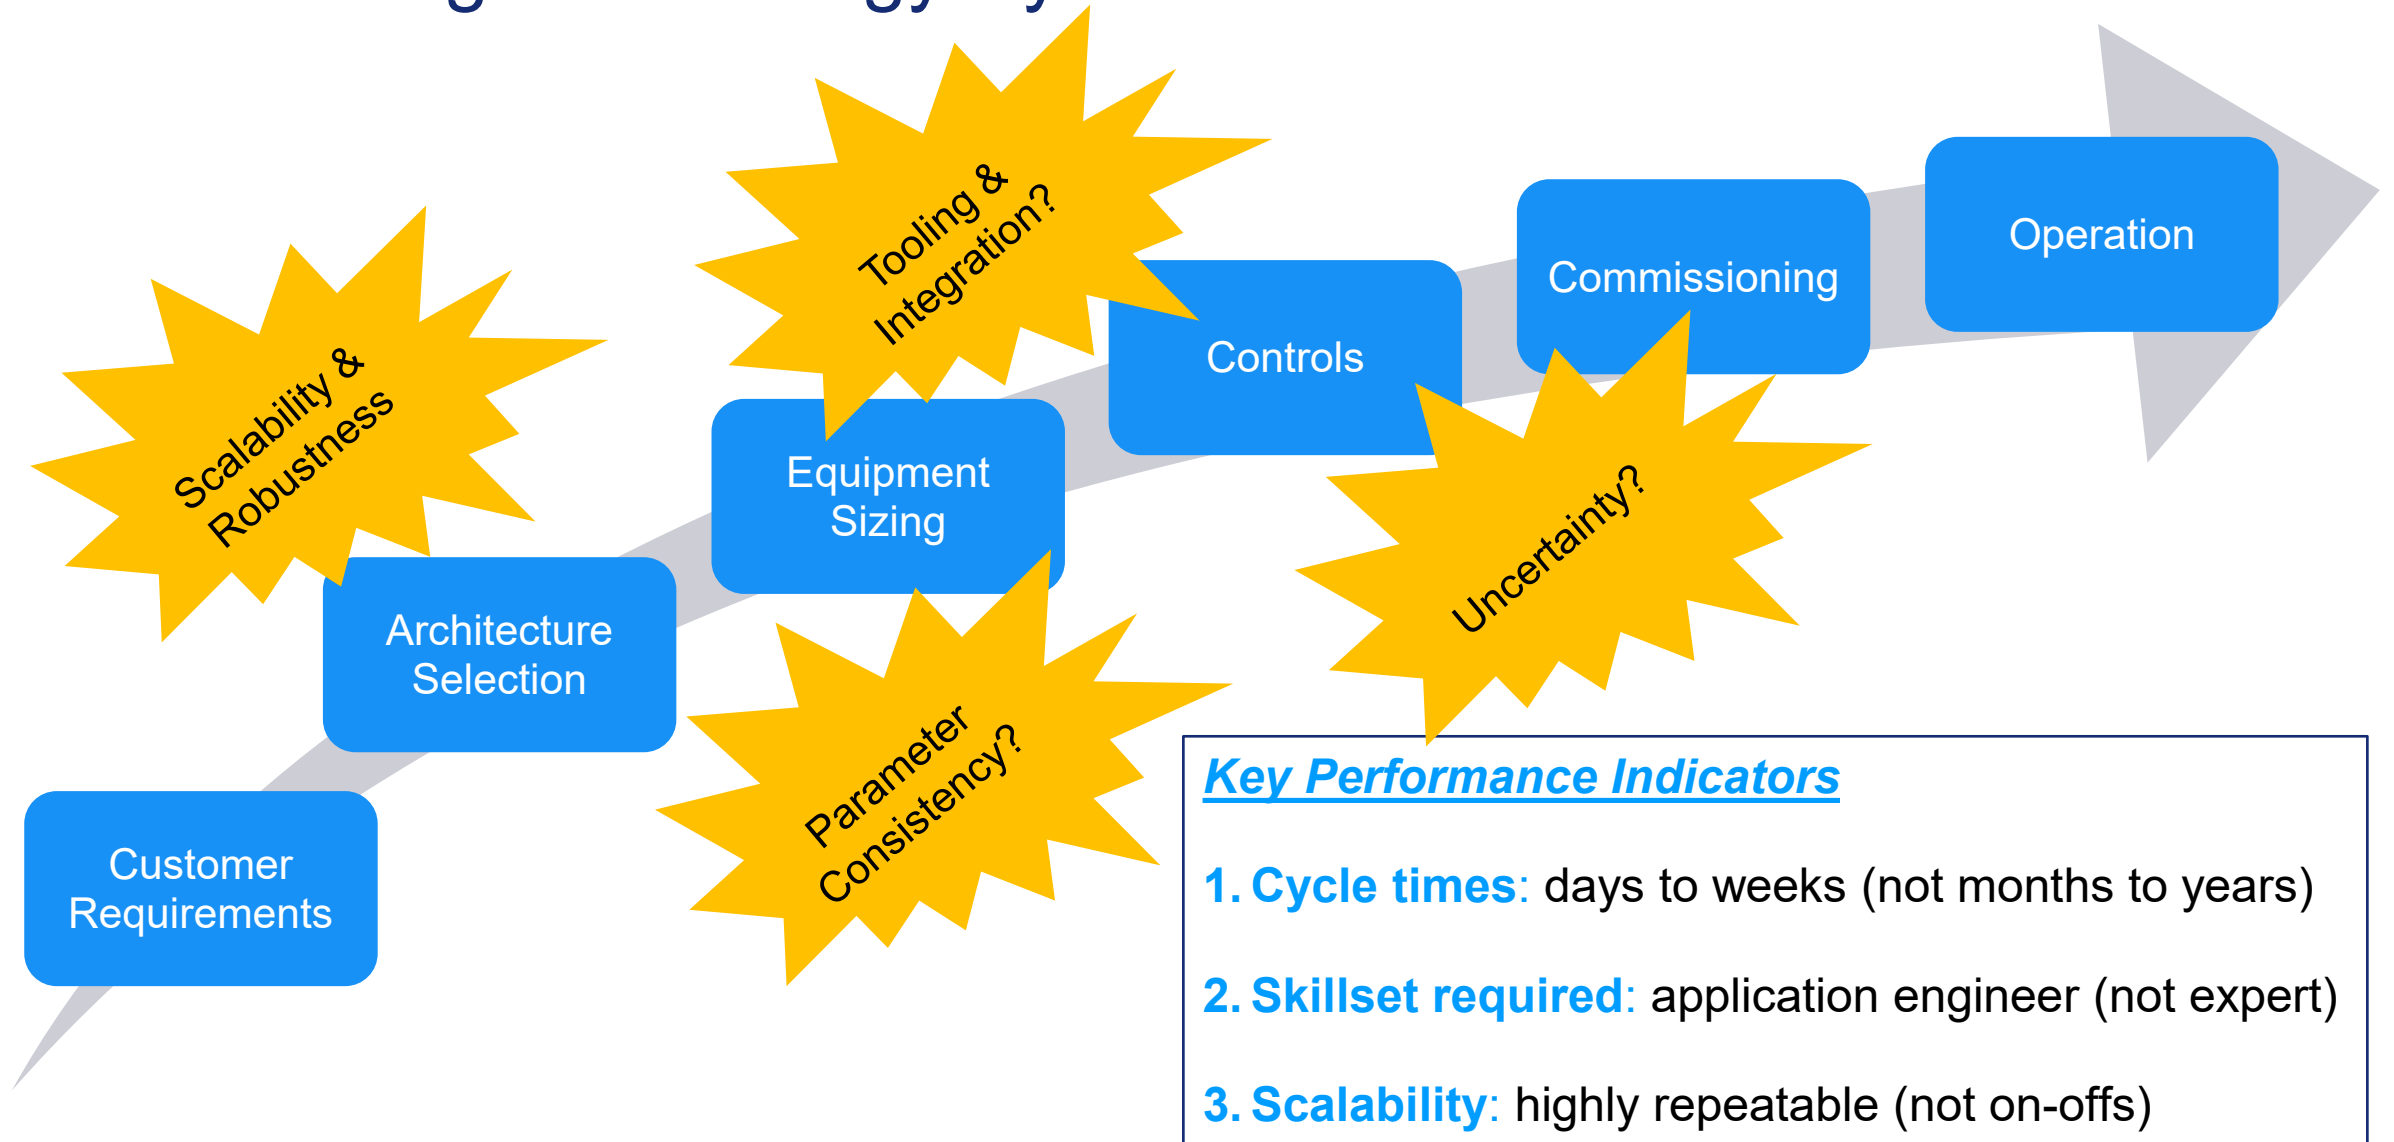 Scalability &
Robustness
Tooling &
Integration?
Operation
Commissioning
Controls
Equipment
Sizing
Uncertainty?
Architecture
Selection
Parameter
Consistency?
Customer
Requirements
Key Performance Indicators
1. Cycle times: days to weeks (not months to years)
2. Skillset required: application engineer (not expert)
3. Scalability: highly repeatable (not on-offs)